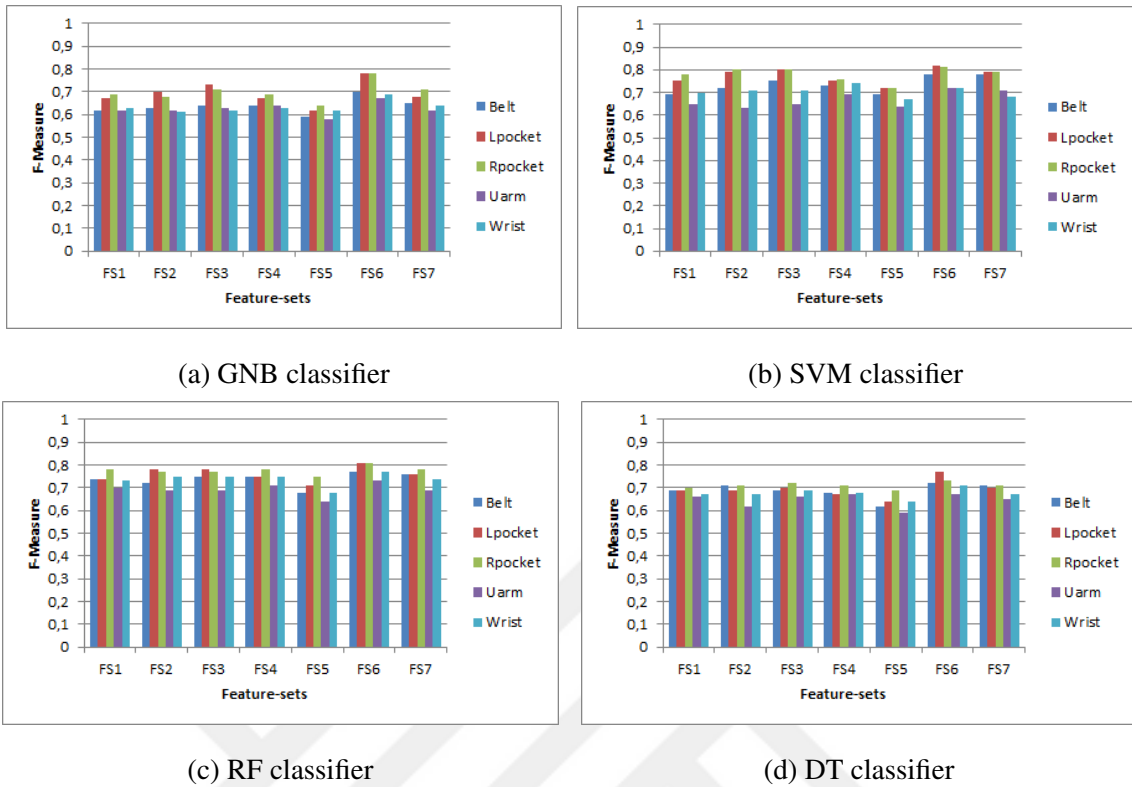 1
0,9
0,8
0,7
0,6
0,5
0,4
0,3
0,2
0,1
0
F-Measure
FS1 FS2 FS3 FS4 FS5 FS6 FS7
Feature-sets
Belt
Lpocket
Rpocket
Uarm
Wrist
(a) GNB classifier
1
0,9
0,8
0,7
0,6
0,5
0,4
0,3
0,2
0,1
0
F-Measure
FS1 FS2 FS3 FS4 FS5 FS6 FS7
Feature-sets
Belt
Lpocket
Rpocket
Uarm
Wrist
(b) SVM classifier
1
0,9
0,8
0,7
0,6
0,5
0,4
0,3
0,2
0,1
0
F-Measure
FS1 FS2 FS3 FS4 FS5 FS6 FS7
Feature-sets
Belt
Lpocket
Rpocket
Uarm
Wrist
(c) RF classifier
1
0,9
0,8
0,7
0,6
0,5
0,4
0,3
0,2
0,1
0
F-Measure
FS1 FS2 FS3 FS4 FS5 FS6 FS7
Feature-sets
Belt
Lpocket
Rpocket
Uarm
Wrist
(d) DT classifier